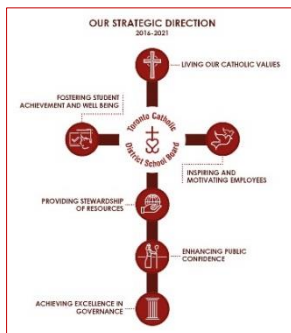 OUR STRATEGIC DIRECTION
2016-2021
LIVING OUR CATHOLIC VALUES
FOSTERING STUDENT
ACHIEVEMENT AND WELL BEING
Toronto Catholic
District School Board
INSPIRING AND
MOTIVATING EMPLOYEES
PROVIDING STEWARDSHIP
OF RESOURCES
ENHANCING PUBLIC
CONFIDENCE
ACHIEVING EXCELLENCE IN
GOVERNANCE